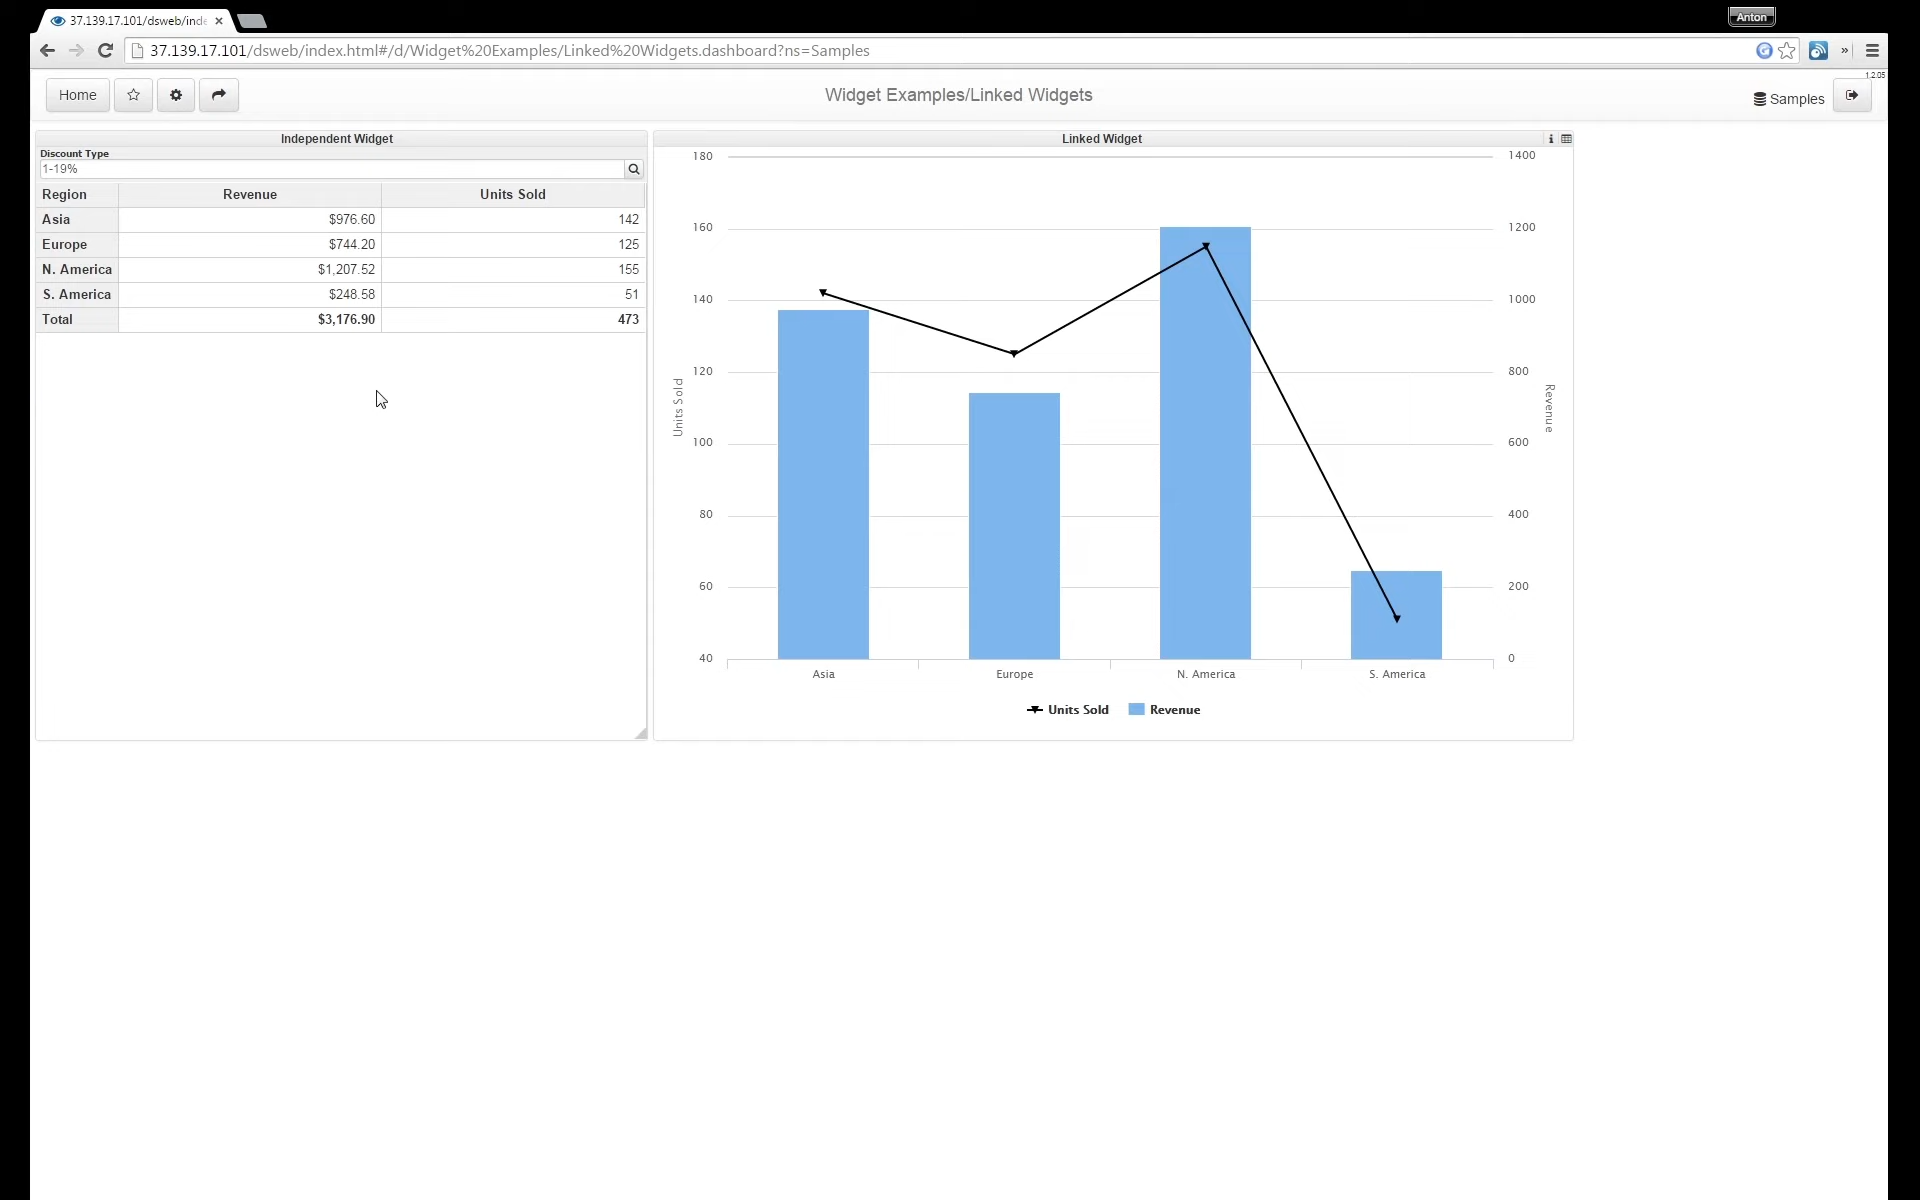 Anton
37.139.17.101/dsweb/inde
37.139.17.101/dsweb/index.html#/d/Widget%20Examples/Linked%20Widgets.dashboard?ns=Samples
1.2.05
Home
Widget Examples/Linked Widgets
Samples
Independent Widget
Discount Type
1-19%
Region Revenue Units Sold
Asia $976.60 142
Europe $744.20 125
N. America $1,207.52 155
S. America $248.58 51
Total $3,176.90 473
Linked Widget
180 1400
160 1200
140 1000
120 800
100 600
80 400
60 200
40 0
Units Sold
Revenue
Asia Europe N. America S. America
Units Sold Revenue